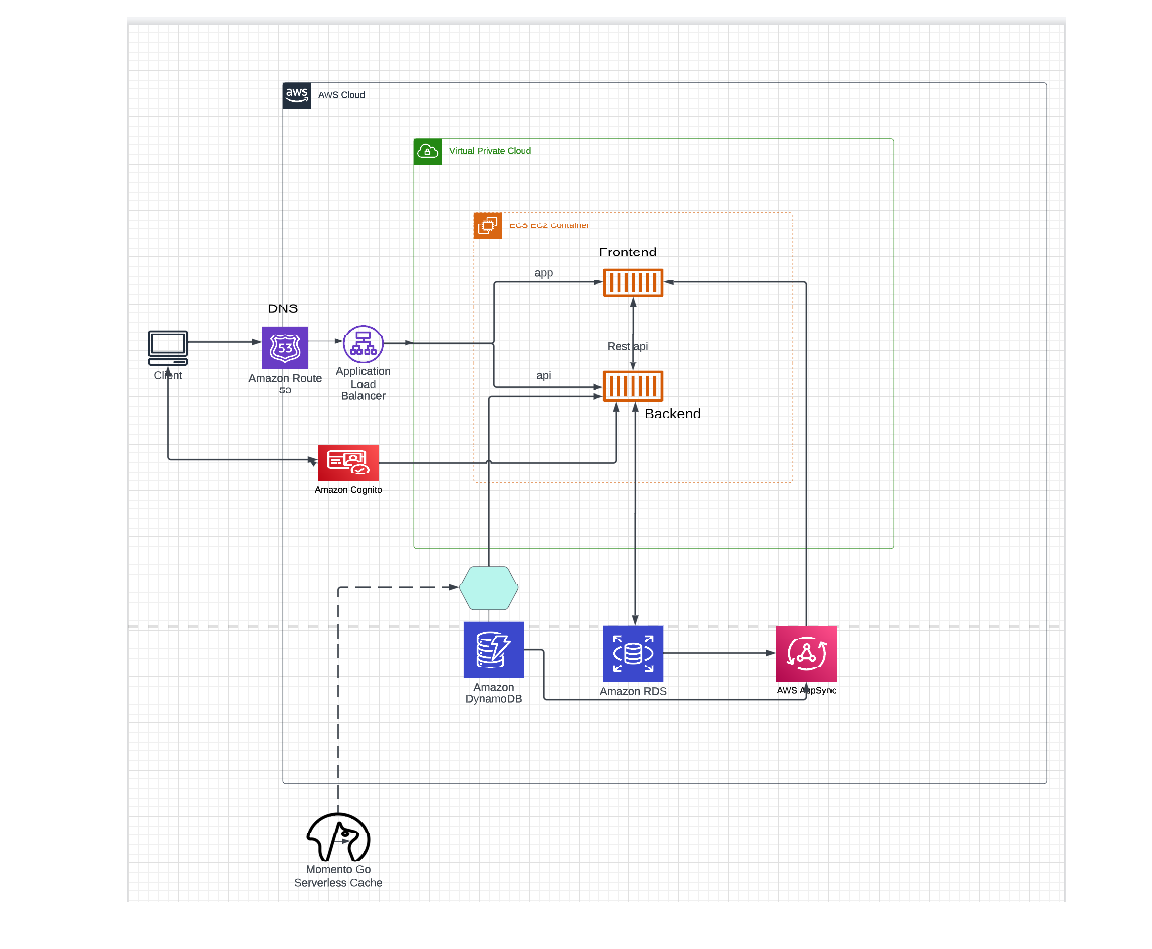 aws
AWS Cloud
Virtual Private Cloud
ECS EC2 Container
Frontend
app
DNS
53
Rest api
Client
Amazon Route
53
Application
Load
Balancer
api
Backend
Amazon Cognito
Amazon
DynamoDB
Amazon RDS
AWS AppSync
Momento Go
Serverless Cache